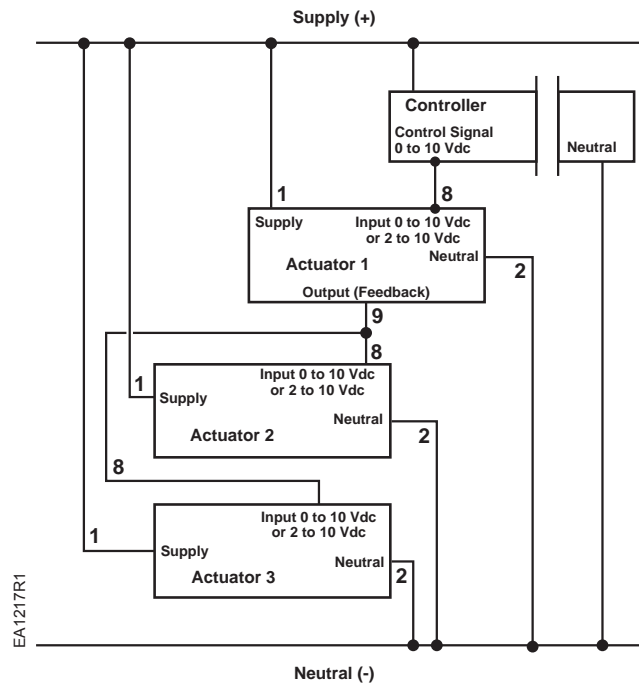 Supply (+)
Controller
Control Signal
0 to 10 Vdc
Neutral
1
8
Supply
Input 0 to 10 Vdc
or 2 to 10 Vdc
Neutral
Actuator 1
2
Output (Feedback)
9
8
Input 0 to 10 Vdc
or 2 to 10 Vdc
1
Supply
Neutral
Actuator 2
2
8
Input 0 to 10 Vdc
or 2 to 10 Vdc
1
Supply
Neutral
Actuator 3
2
EA1217R1
Neutral (-)